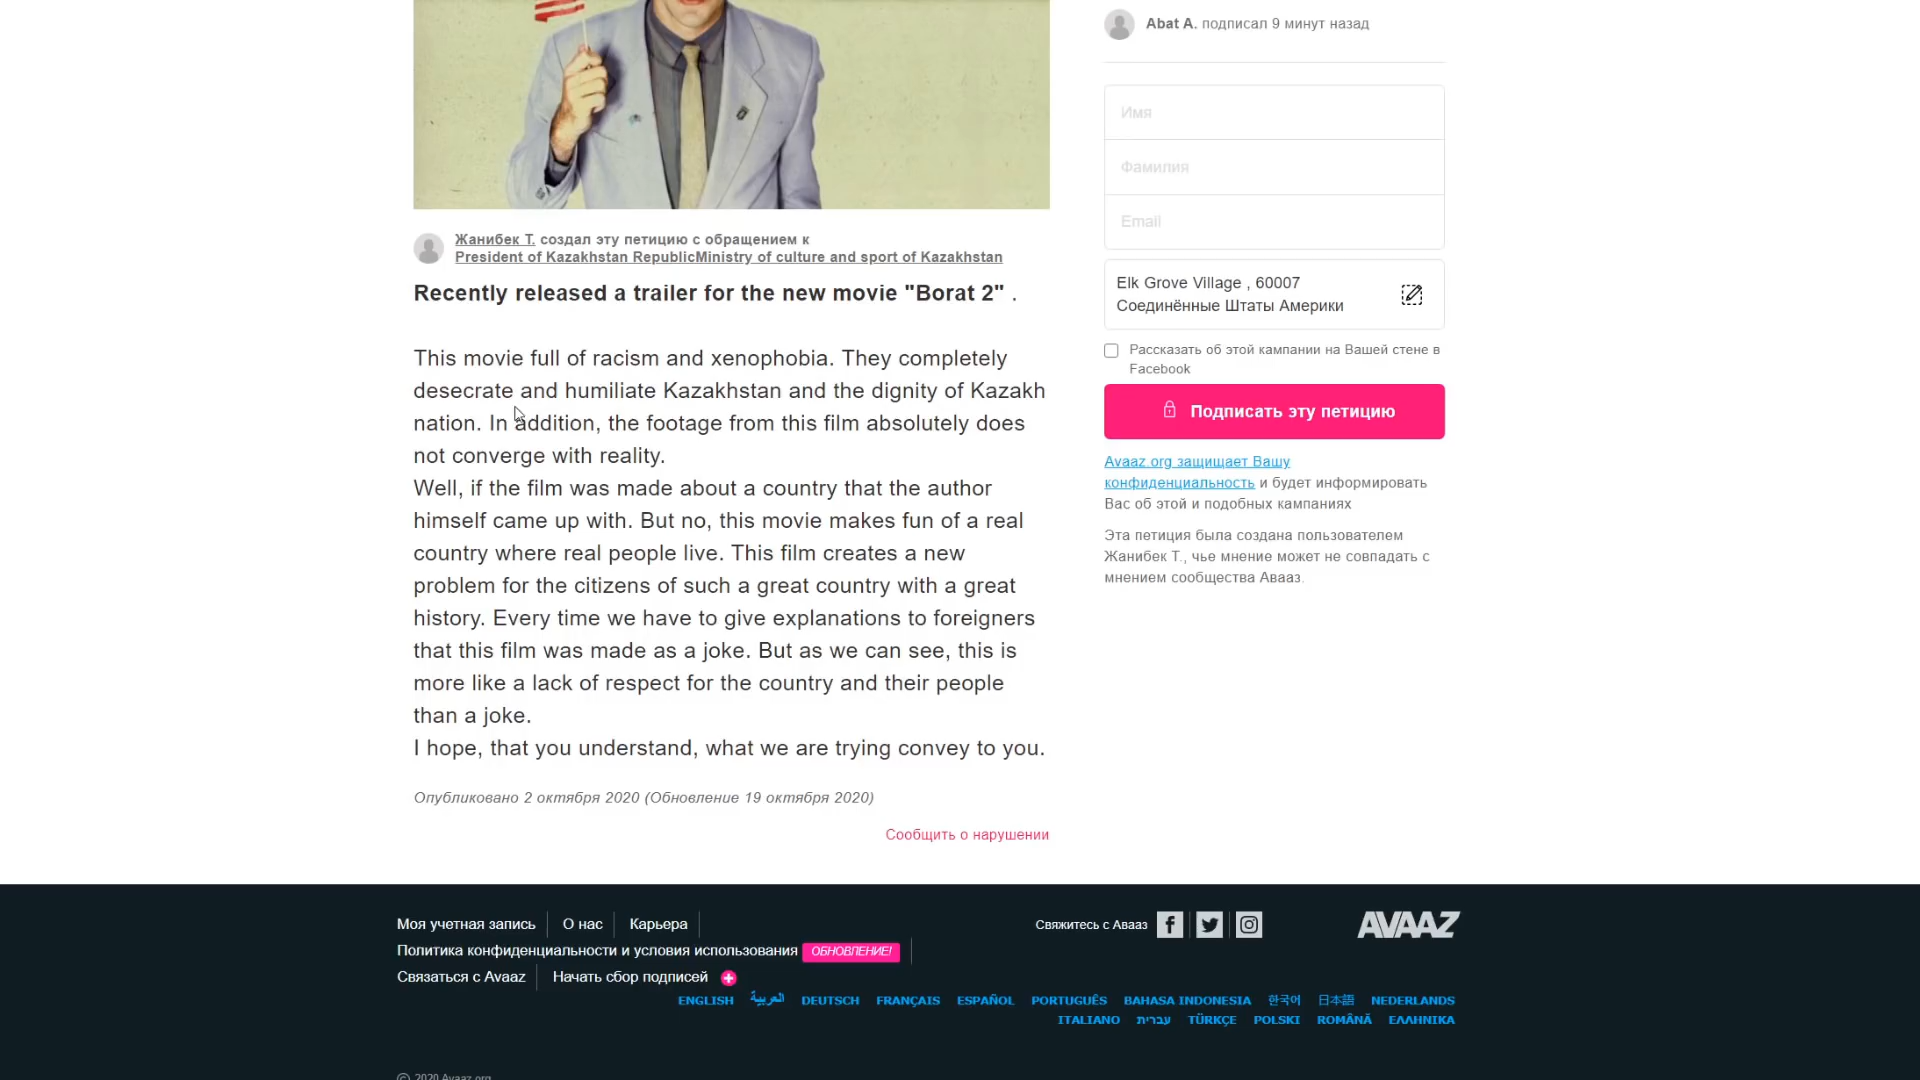 Abat A. подписал 9 минут назад
Имя
Фамилия
Email
Elk Grove Village , 60007
Соединённые Штаты Америки
Рассказать об этой кампании на Вашей стене в
Facebook
Подписать эту петицию
Avaaz.org защищает Вашу
конфиденциальность и будет информировать
Вас об этой и подобных кампаниях
Эта петиция была создана пользователем
Жанибек Т., чье мнение может не совпадать с
мнением сообщества Авааз.
Жанибек Т. создал эту петицию с обращением к
President of Kazakhstan RepublicMinistry of culture and sport of Kazakhstan
Recently released a trailer for the new movie "Borat 2" .
This movie full of racism and xenophobia. They completely
desecrate and humiliate Kazakhstan and the dignity of Kazakh
nation. In addition, the footage from this film absolutely does
not converge with reality.
Well, if the film was made about a country that the author
himself came up with. But no, this movie makes fun of a real
country where real people live. This film creates a new
problem for the citizens of such a great country with a great
history. Every time we have to give explanations to foreigners
that this film was made as a joke. But as we can see, this is
more like a lack of respect for the country and their people
than a joke.
I hope, that you understand, what we are trying convey to you.
Опубликовано 2 октября 2020 (Обновление 19 октября 2020)
Сообщить о нарушении
Моя учетная запись О нас Карьера
Политика конфиденциальности и условия использования ОБНОВЛЕНИЕ!
Связаться с Avaaz Начать сбор подписей
Свяжитесь с Авааз
AVAAZ
ENGLISH العربية DEUTSCH FRANÇAIS ESPAÑOL PORTUGUÊS BAHASA INDONESIA 한국어 日本語 NEDERLANDS
ITALIANO עברית TÜRKÇE POLSKI ROMÂNĂ ΕΛΛΗΝΙΚΑ
© 2020 Avaaz.org